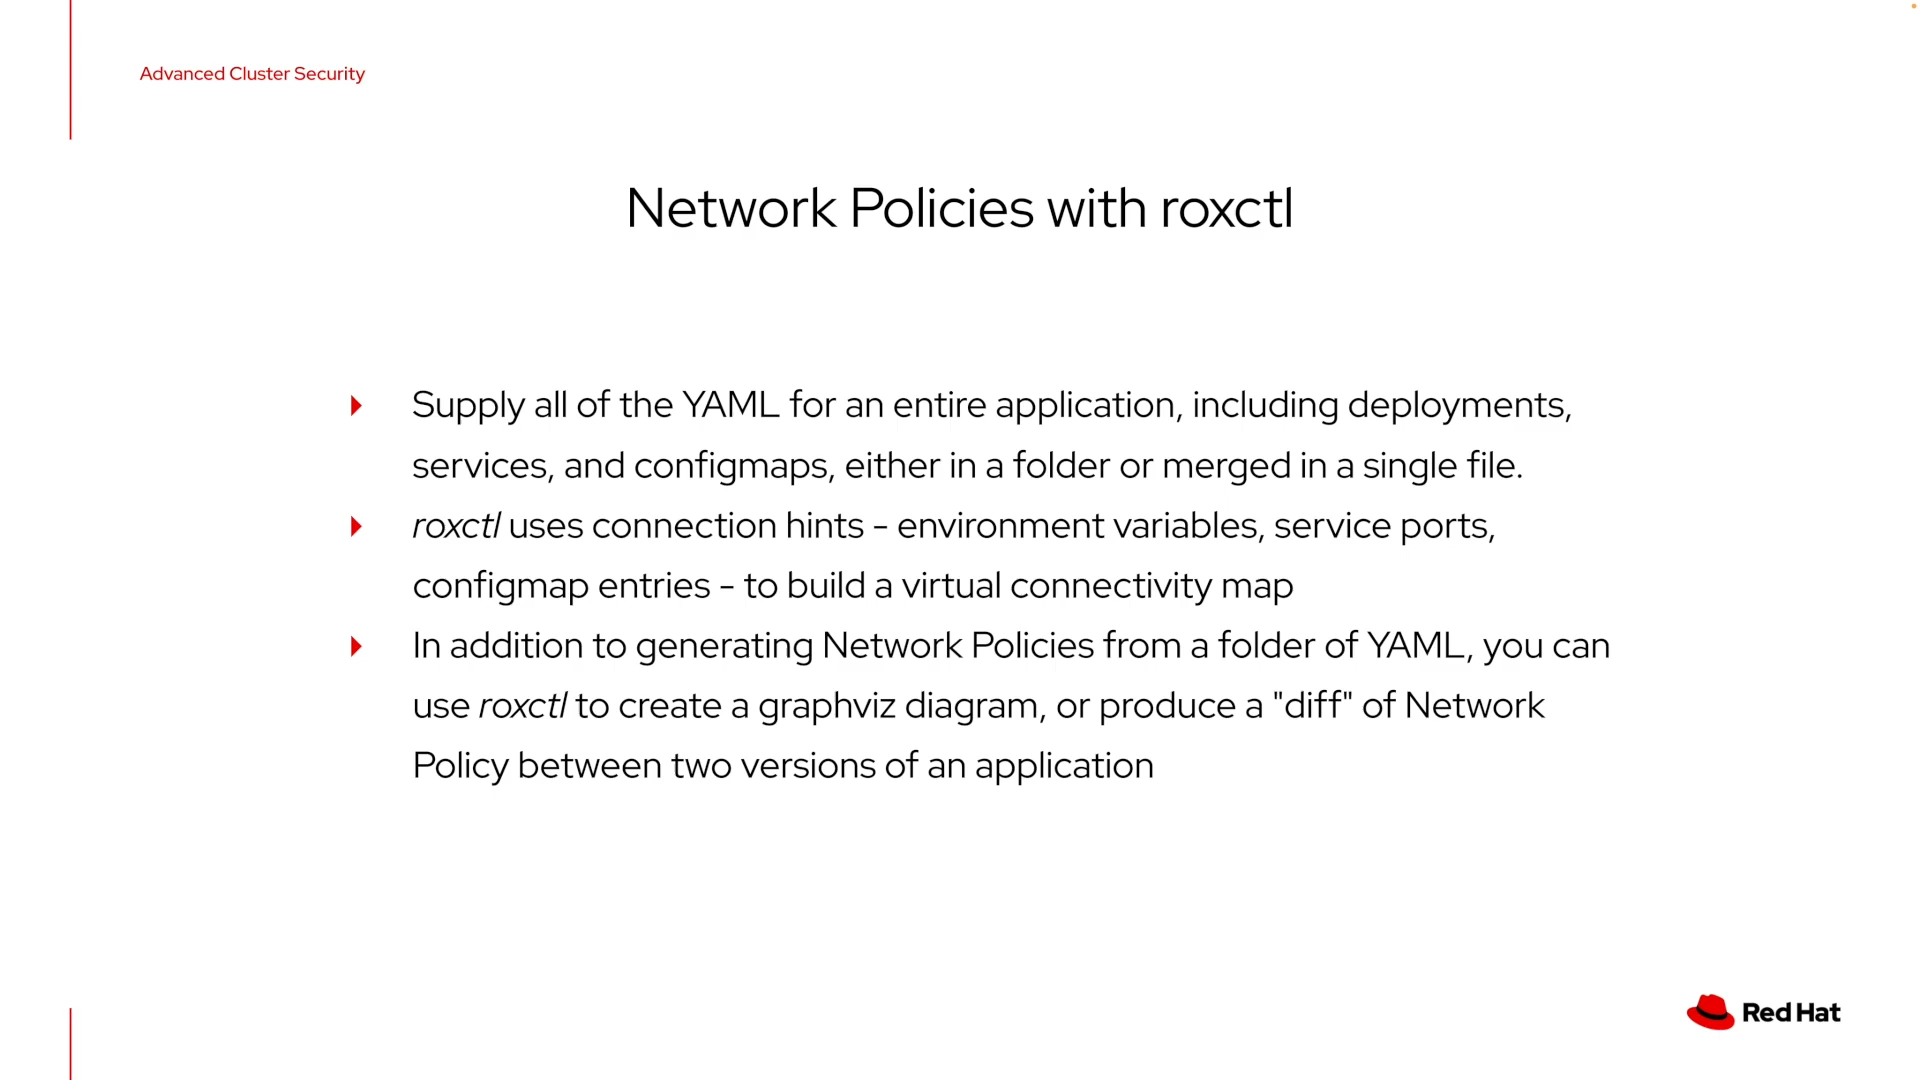 Advanced Cluster Security
Network Policies with roxctl
Supply all of the YAML for an entire application, including deployments,
services, and configmaps, either in a folder or merged in a single file.
roxctl uses connection hints - environment variables, service ports,
configmap entries - to build a virtual connectivity map
In addition to generating Network Policies from a folder of YAML, you can
use roxctl to create a graphviz diagram, or produce a "diff" of Network
Policy between two versions of an application
Red Hat